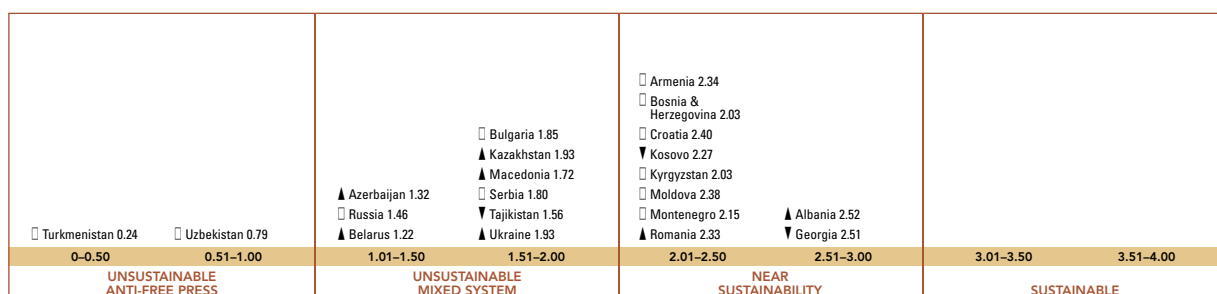 ▯ Armenia 2.34
▯ Bosnia &
Herzegovina 2.03
▯ Bulgaria 1.85
▯ Croatia 2.40
▲ Kazakhstan 1.93
▼ Kosovo 2.27
▲ Macedonia 1.72
▯ Kyrgyzstan 2.03
▲ Azerbaijan 1.32
▯ Serbia 1.80
▯ Moldova 2.38
▯ Russia 1.46
▼ Tajikistan 1.56
▯ Montenegro 2.15
▲ Albania 2.52
▯ Turkmenistan 0.24
▯ Uzbekistan 0.79
▲ Belarus 1.22
▲ Ukraine 1.93
▲ Romania 2.33
▼ Georgia 2.51
0–0.50
0.51–1.00
1.01–1.50
1.51–2.00
2.01–2.50
2.51–3.00
3.01–3.50
3.51–4.00
UNSUSTAINABLE
ANTI-FREE PRESS
UNSUSTAINABLE
MIXED SYSTEM
NEAR
SUSTAINABILITY
SUSTAINABLE